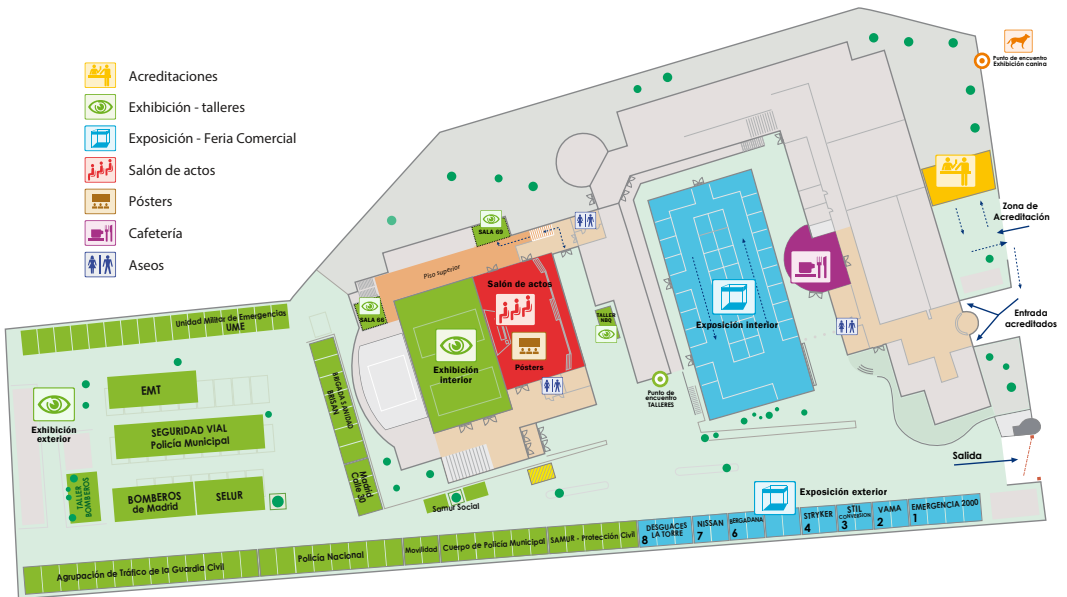 Acreditaciones
Exhibición - talleres
Exposición - Feria Comercial
Salón de actos
Pósters
Cafetería
Aseos
Punto de encuentro
Exhibición canina
Zona de
Acreditación
Entrada
acreditados
Salida
SALA 69
Piso superior
SALA 66
Salón de actos
Pósters
Exhibición
interior
TALLER
NBQ
Punto de
encuentro
TALLERES
Exposición interior
Unidad Militar de Emergencias
UME
EMT
SEGURIDAD VIAL
Policía Municipal
BOMBEROS
de Madrid
SELUR
TALLER
BOMBEROS
Exhibición
exterior
BRIGADA SANIDAD
BRISAN
Madrid
Calle 30
Samur Social
Exposición exterior
Agrupación de Tráfico de la Guardia Civil
Policía Nacional
Movilidad
Cuerpo de Policía Municipal
SAMUR - Protección Civil
DESGUACES
LA TORRE
8
NISSAN
7
BERGADANA
6
STRYKER
4
STIL
CONVERSION
3
VAMA
2
EMERGENCIA 2000
1